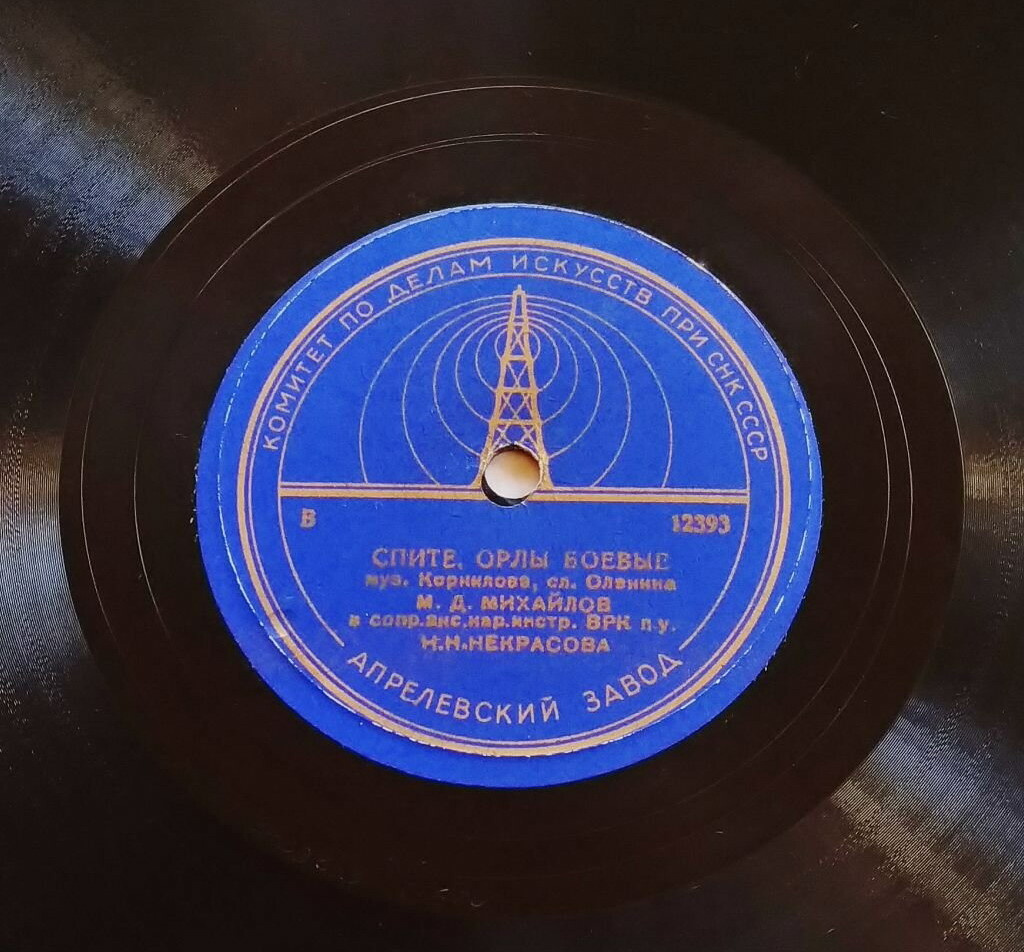 КОМИТЕТ ПО ДЕЛАМ ИСКУССТВ ПРИ СНК СССР
В 12393
СПИТЕ, ОРЛЫ БОЕВЫЕ
муз. Корнилова, сл. Оленина
М. Д. МИХАЙЛОВ
в сопр.анс.нар.инстр. ВРК п.у.
Н.Н.НЕКРАСОВА
АПРЕЛЕВСКИЙ ЗАВОД